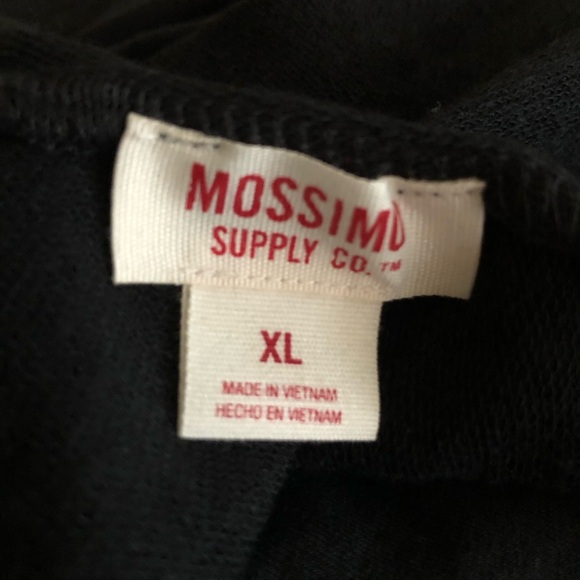 MOSSIMO
SUPPLY CO.™
XL
MADE IN VIETNAM
HECHO EN VIETNAM